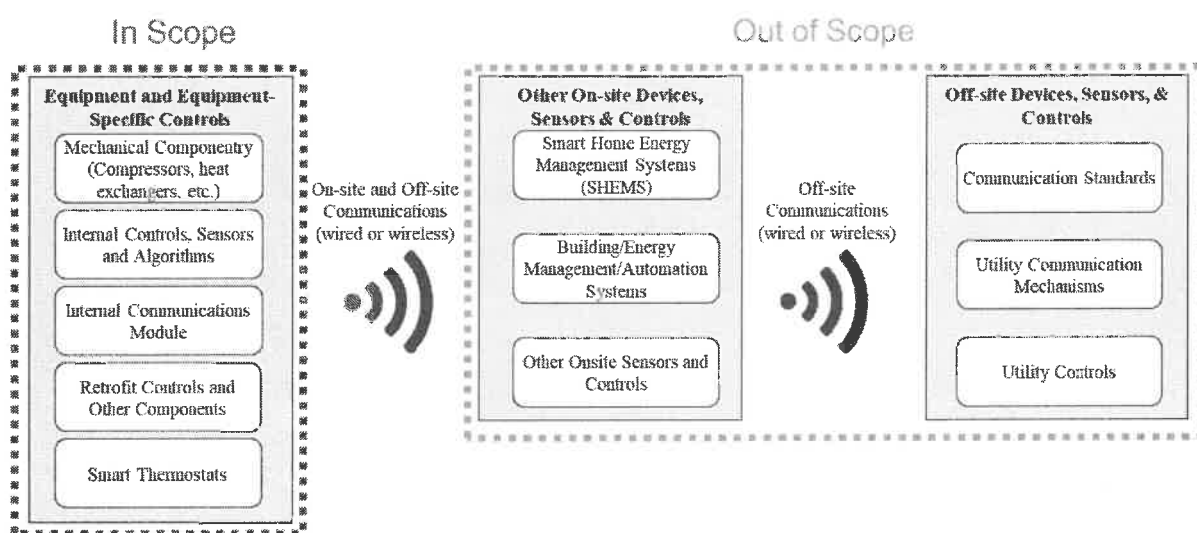 In Scope
Out of Scope
Equipment and Equipment-
Specific Controls
Mechanical Componentry
(Compressors, heat
exchangers, etc.)
Internal Controls, Sensors
and Algorithms
Internal Communications
Module
Retrofit Controls and
Other Components
Smart Thermostats
On-site and Off-site
Communications
(wired or wireless)
Other On-site Devices,
Sensors & Controls
Smart Home Energy
Management Systems
(SHEMS)
Building/Energy
Management/Automation
Systems
Other Onsite Sensors and
Controls
Off-site
Communications
(wired or wireless)
Off-site Devices, Sensors, &
Controls
Communication Standards
Utility Communication
Mechanisms
Utility Controls